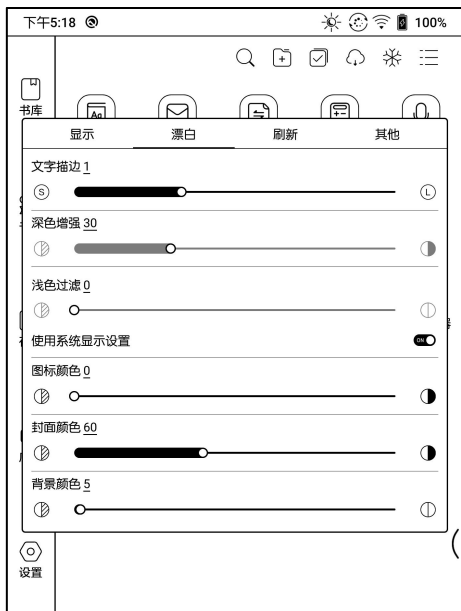 下午5:18 100%
书库
Aa
显示 漂白 刷新 其他
文字描边 1
S L
深色增强 30
浅色过滤 0
使用系统显示设置 ON
图标颜色 0
封面颜色 60
背景颜色 5
设置